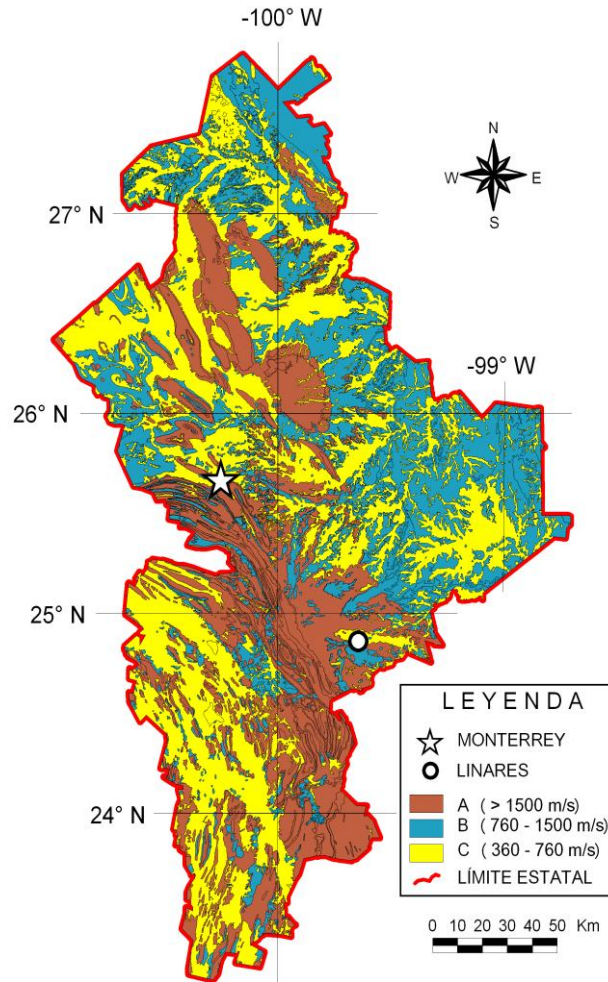 -100° W
N
W E
S
27° N
-99° W
26° N
25° N
24° N
L E Y E N D A
MONTERREY
LINARES
A ( > 1500 m/s)
B (760 - 1500 m/s)
C ( 360 - 760 m/s)
LÍMITE ESTATAL
0 10 20 30 40 50 Km